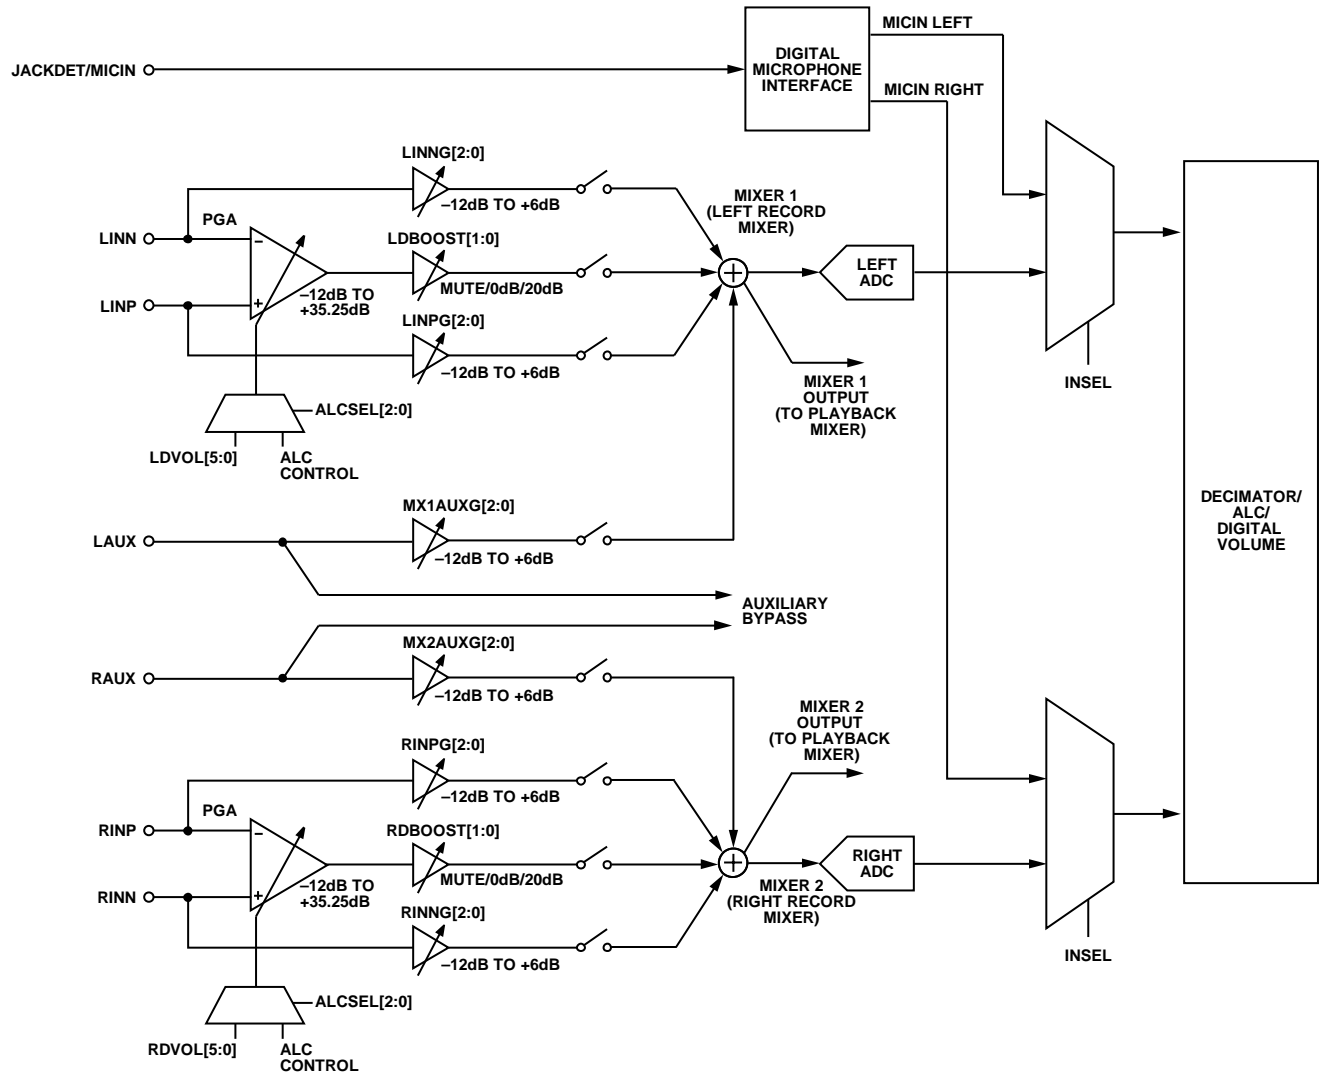 MICIN LEFT
JACKDET/MICIN
DIGITAL
MICROPHONE
INTERFACE
MICIN RIGHT
LINNG[2:0]
–12dB TO +6dB
PGA
LINN
–
LDBOOST[1:0]
MUTE/0dB/20dB
MIXER 1
(LEFT RECORD
MIXER)
LEFT
ADC
LINP
+
–12dB TO
+35.25dB
LINPG[2:0]
–12dB TO +6dB
INSEL
MIXER 1
OUTPUT
(TO PLAYBACK
MIXER)
ALCSEL[2:0]
LDVOL[5:0]
ALC
CONTROL
MX1AUXG[2:0]
LAUX
–12dB TO +6dB
DECIMATOR/
ALC/
DIGITAL
VOLUME
AUXILIARY
BYPASS
MX2AUXG[2:0]
RAUX
–12dB TO +6dB
MIXER 2
OUTPUT
(TO PLAYBACK
MIXER)
RINPG[2:0]
–12dB TO +6dB
PGA
RINP
–
RDBOOST[1:0]
MUTE/0dB/20dB
RIGHT
ADC
MIXER 2
(RIGHT RECORD
MIXER)
RINN
+
–12dB TO
+35.25dB
RINNG[2:0]
–12dB TO +6dB
INSEL
ALCSEL[2:0]
RDVOL[5:0]
ALC
CONTROL